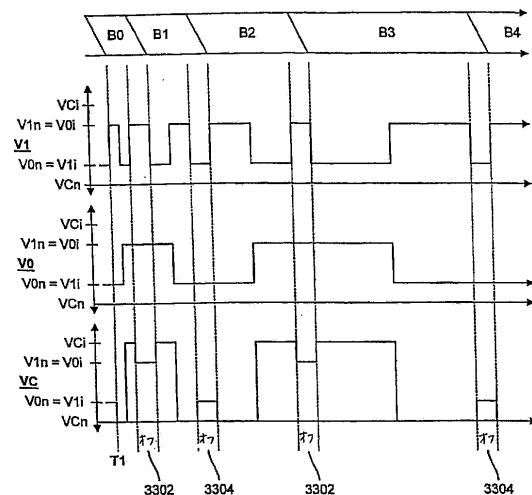 B0 B1 B2 B3 B4
VCi
V1n = V0i
V1
V0n = V1i
VCn
VCi
V1n = V0i
V0
V0n = V1i
VCn
VCi
V1n = V0i
VC
V0n = V1i
VCn
T1 オフ オフ オフ オフ
3302 3304 3302 3304